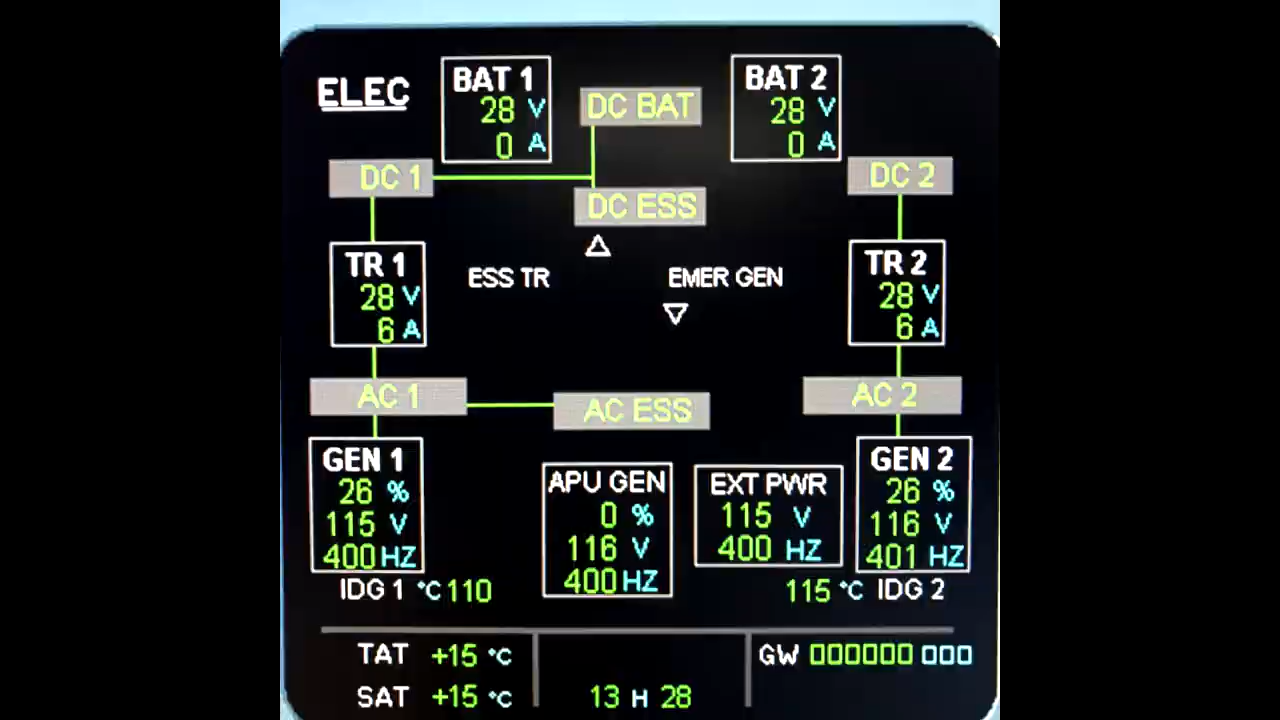 ELEC
BAT 1
28 V
0 A
DC BAT
BAT 2
28 V
0 A
DC 1
DC ESS
DC 2
TR 1
28 V
6 A
ESS TR
EMER GEN
TR 2
28 V
6 A
AC 1
AC ESS
AC 2
GEN 1
26 %
115 V
400 HZ
APU GEN
0 %
116 V
400 HZ
EXT PWR
115 V
400 HZ
GEN 2
26 %
116 V
401 HZ
IDG 1 °C 110
115 °C IDG 2
TAT +15 °C
GW 000000 000
SAT +15 °C
13 H 28